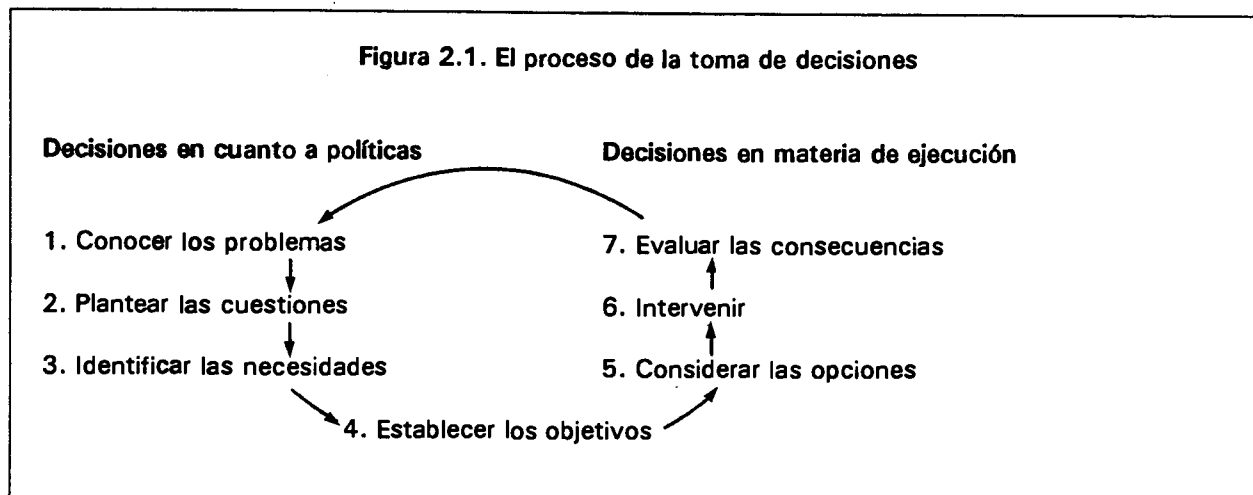 Figura 2.1. El proceso de la toma de decisiones
Decisiones en cuanto a políticas
Decisiones en materia de ejecución
1. Conocer los problemas
2. Plantear las cuestiones
3. Identificar las necesidades
4. Establecer los objetivos
5. Considerar las opciones
6. Intervenir
7. Evaluar las consecuencias